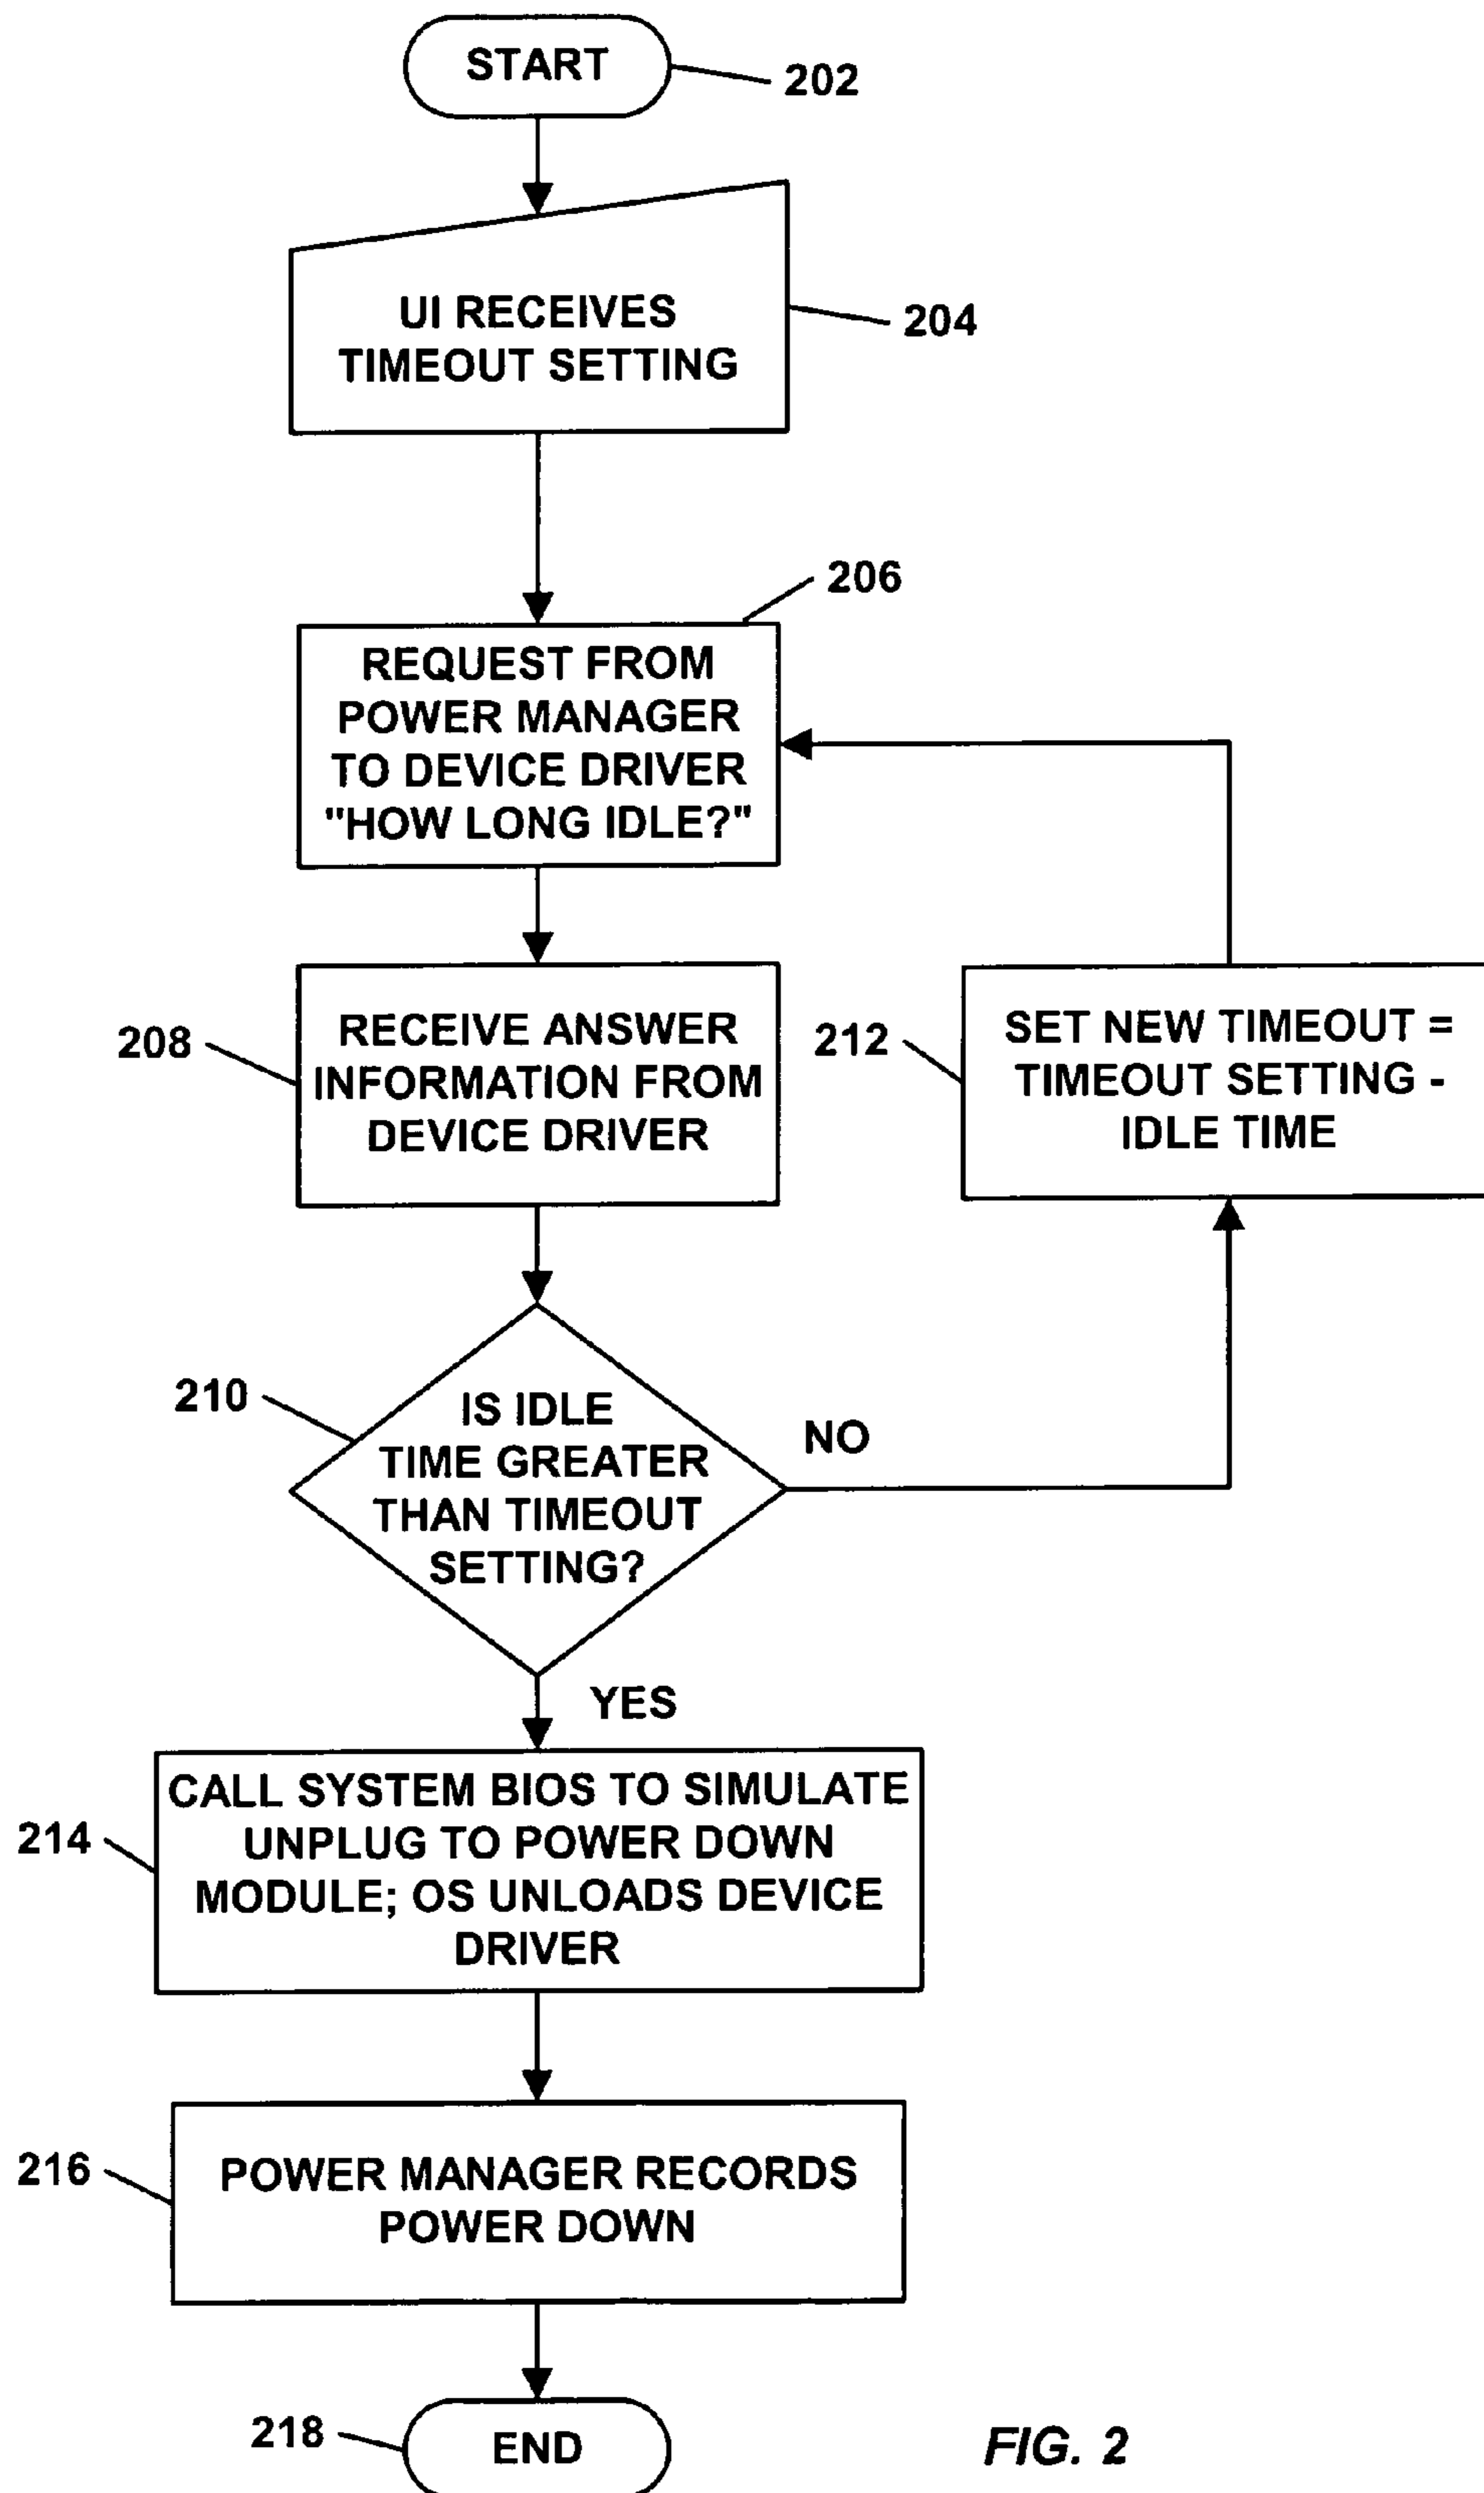 START
202
UI RECEIVES
TIMEOUT SETTING
204
206
REQUEST FROM
POWER MANAGER
TO DEVICE DRIVER
"HOW LONG IDLE?"
208
RECEIVE ANSWER
INFORMATION FROM
DEVICE DRIVER
212
SET NEW TIMEOUT =
TIMEOUT SETTING -
IDLE TIME
210
IS IDLE
TIME GREATER
THAN TIMEOUT
SETTING?
NO
YES
214
CALL SYSTEM BIOS TO SIMULATE
UNPLUG TO POWER DOWN
MODULE; OS UNLOADS DEVICE
DRIVER
216
POWER MANAGER RECORDS
POWER DOWN
218
END
FIG. 2